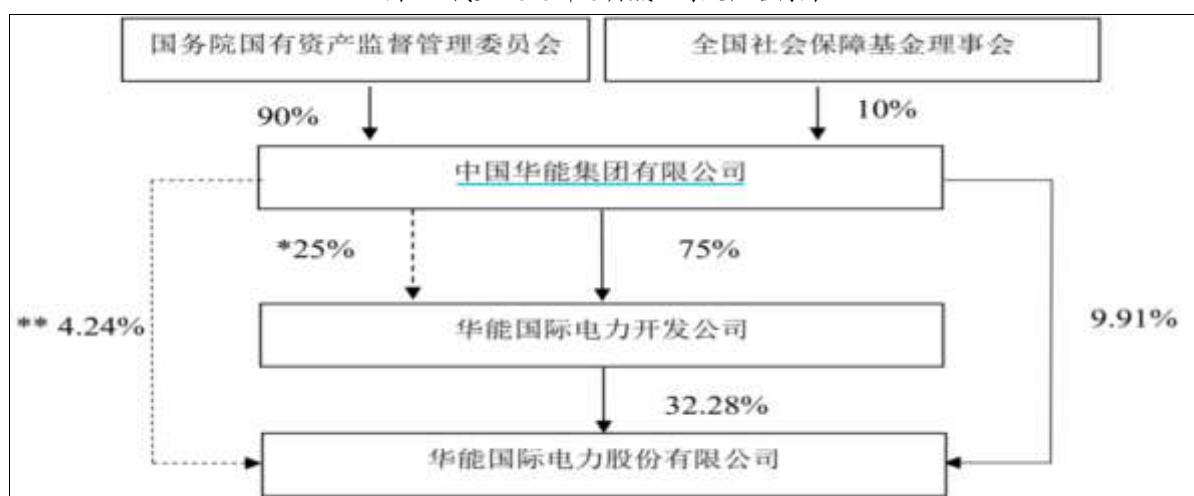 国务院国有资产监督管理委员会
全国社会保障基金理事会
90%
10%
中国华能集团有限公司
*25%
75%
** 4.24%
华能国际电力开发公司
9.91%
32.28%
华能国际电力股份有限公司